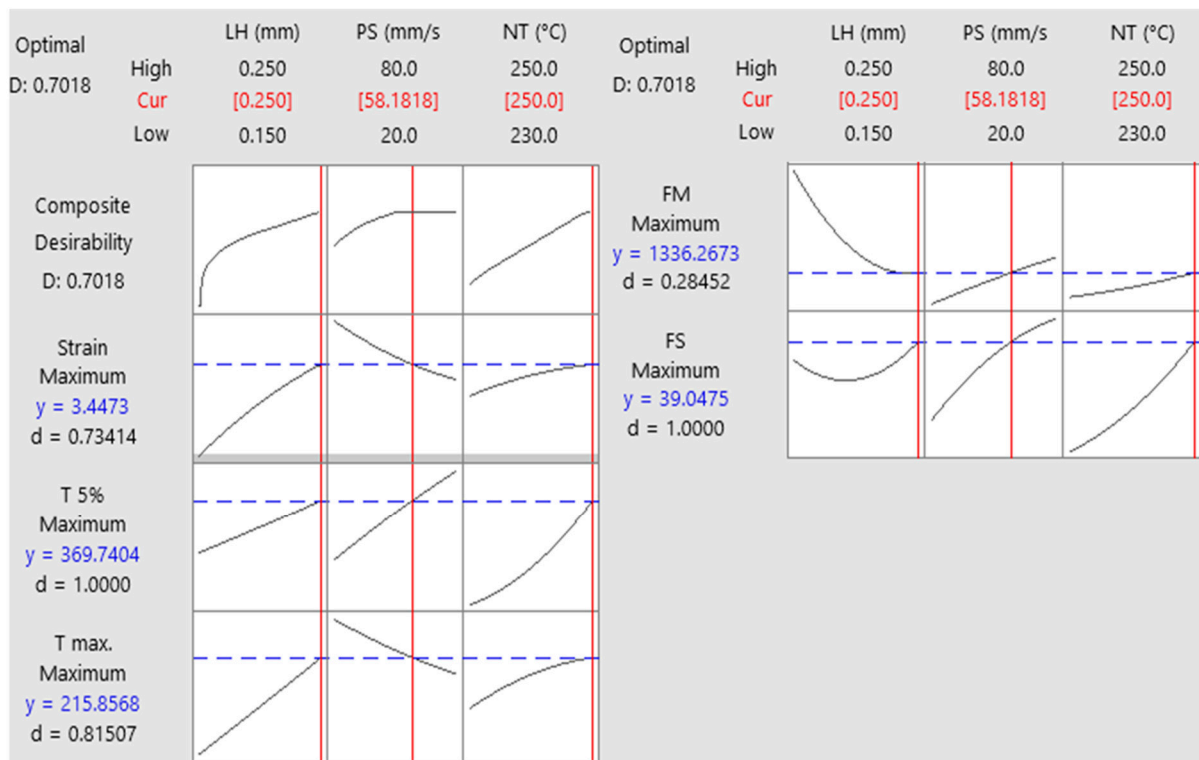 Optimal
D: 0.7018
High
Cur
Low
LH (mm)
0.250
[0.250]
0.150
PS (mm/s
80.0
[58.1818]
20.0
NT (°C)
250.0
[250.0]
230.0
Composite
Desirability
D: 0.7018
Strain
Maximum
y = 3.4473
d = 0.73414
T 5%
Maximum
y = 369.7404
d = 1.0000
T max.
Maximum
y = 215.8568
d = 0.81507
Optimal
D: 0.7018
High
Cur
Low
LH (mm)
0.250
[0.250]
0.150
PS (mm/s
80.0
[58.1818]
20.0
NT (°C)
250.0
[250.0]
230.0
FM
Maximum
y = 1336.2673
d = 0.28452
FS
Maximum
y = 39.0475
d = 1.0000